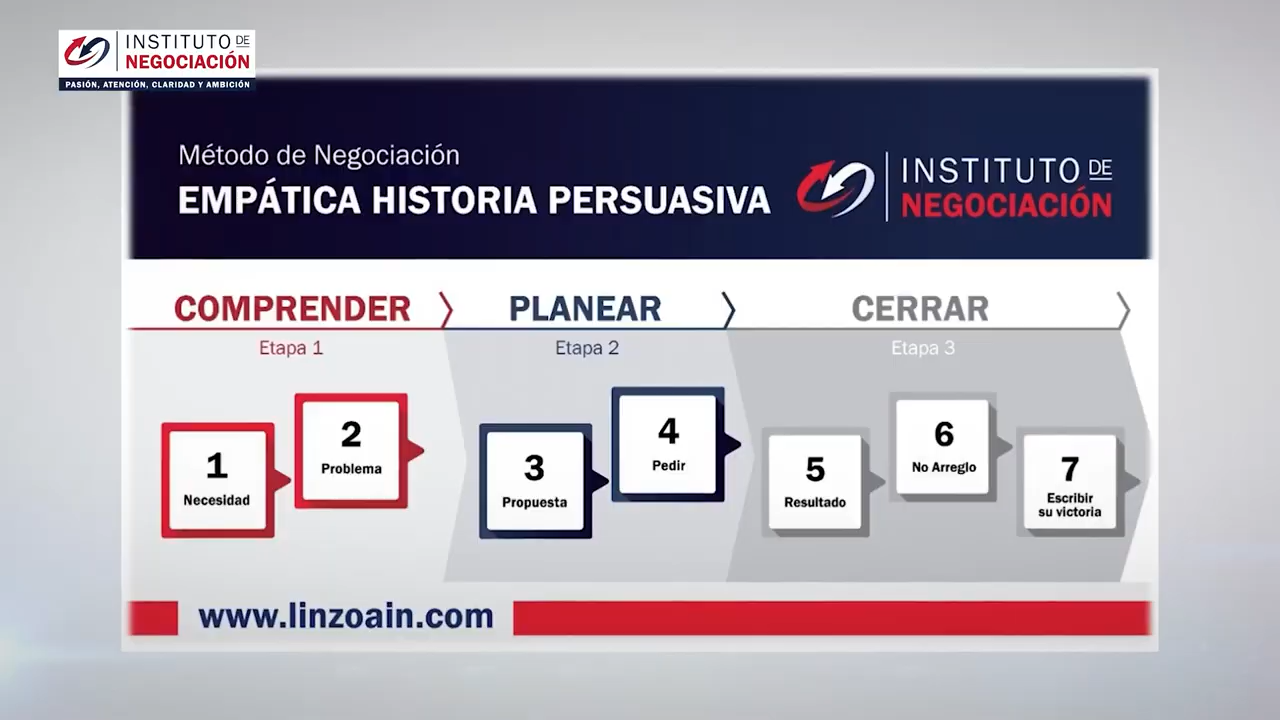 INSTITUTO DE
NEGOCIACIÓN
PASIÓN, ATENCIÓN, CLARIDAD Y AMBICIÓN
Método de Negociación
EMPÁTICA HISTORIA PERSUASIVA
INSTITUTO DE
NEGOCIACIÓN
COMPRENDER
Etapa 1
PLANEAR
Etapa 2
CERRAR
Etapa 3
1
Necesidad
2
Problema
3
Propuesta
4
Pedir
5
Resultado
6
No Arreglo
7
Escribir
su victoria
www.linzoain.com